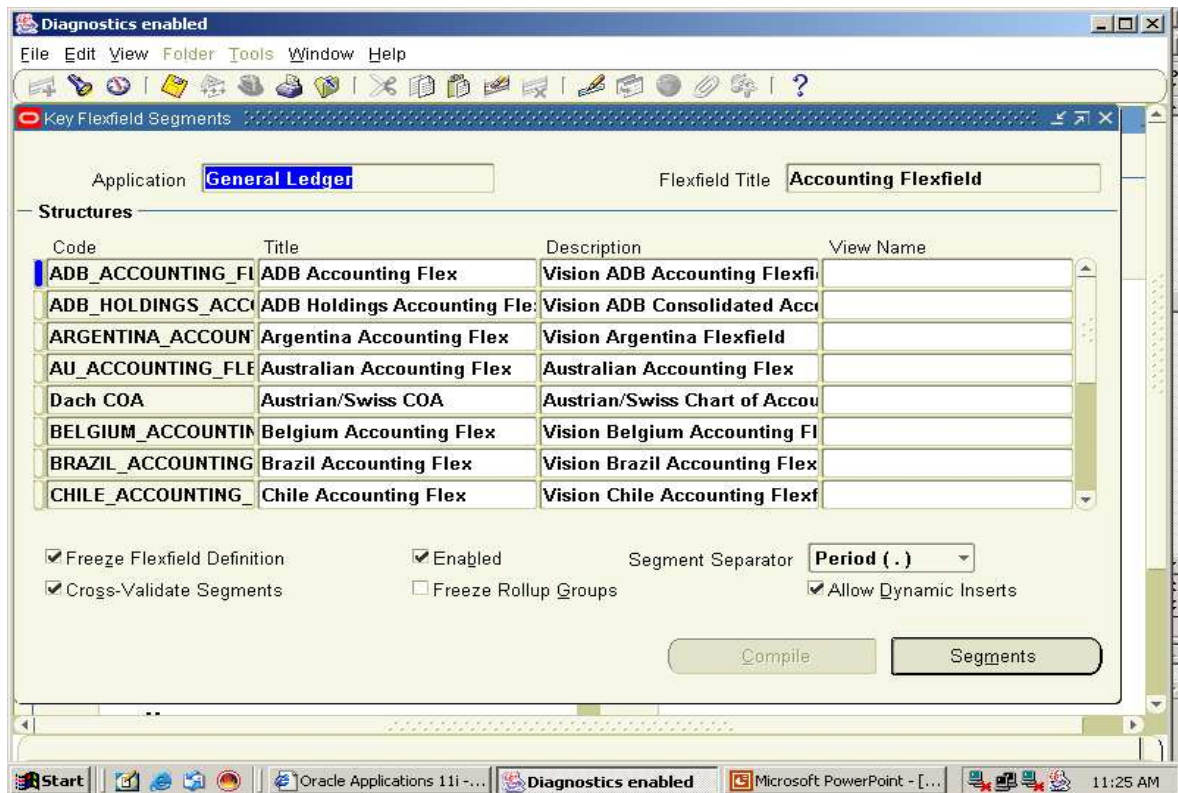 Diagnostics enabled
File Edit View Folder Tools Window Help
Key Flexfield Segments
Application General Ledger Flexfield Title Accounting Flexfield
Structures
Code Title Description View Name
ADB_ACCOUNTING_FL ADB Accounting Flex Vision ADB Accounting Flexfi
ADB_HOLDINGS_ACC ADB Holdings Accounting Fle Vision ADB Consolidated Acc
ARGENTINA_ACCOUN Argentina Accounting Flex Vision Argentina Flexfield
AU_ACCOUNTING_FLE Australian Accounting Flex Australian Accounting Flex
Dach COA Austrian/Swiss COA Austrian/Swiss Chart of Accou
BELGIUM_ACCOUNTIN Belgium Accounting Flex Vision Belgium Accounting Fl
BRAZIL_ACCOUNTING Brazil Accounting Flex Vision Brazil Accounting Flex
CHILE_ACCOUNTING_ Chile Accounting Flex Vision Chile Accounting Flexf
Freeze Flexfield Definition Enabled Segment Separator Period (.)
Cross-Validate Segments Freeze Rollup Groups Allow Dynamic Inserts
Compile Segments
Start Oracle Applications 11i -... Diagnostics enabled Microsoft PowerPoint - [... 11:25 AM